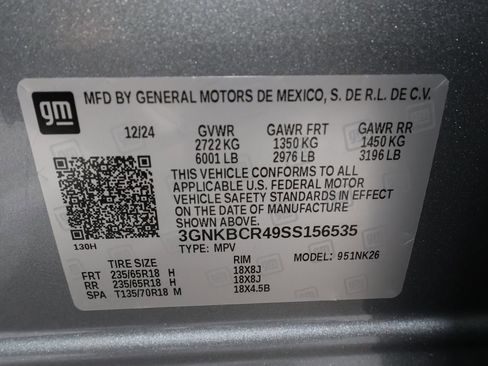 gm
MFD BY GENERAL MOTORS DE MEXICO, S. DE R.L. DE C.V.
12/24 GVWR GAWR FRT GAWR RR
2722 KG 1350 KG 1450 KG
6001 LB 2976 LB 3196 LB
THIS VEHICLE CONFORMS TO ALL
APPLICABLE U.S. FEDERAL MOTOR
VEHICLE SAFETY STANDARDS IN EFFECT
ON THE DATE OF MANUFACTURE
SHOWN ABOVE.
130H 3GNKBCR49SS156535
TYPE: MPV MODEL: 951NK26
TIRE SIZE RIM
FRT 235/65R18 H 18X8J
RR 235/65R18 H 18X8J
SPA T135/70R18 M 18X4.5B